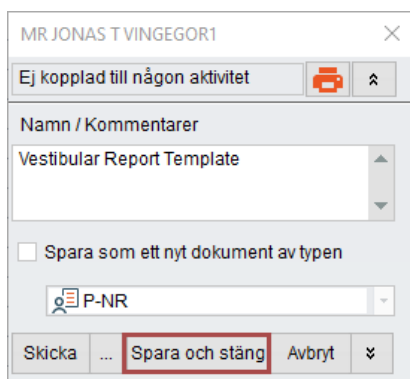 MR JONAS T VINGEGOR1
Ej kopplad till någon aktivitet
Namn / Kommentarer
Vestibular Report Template
Spara som ett nytt dokument av typen
P-NR
Skicka ... Spara och stäng Avbryt